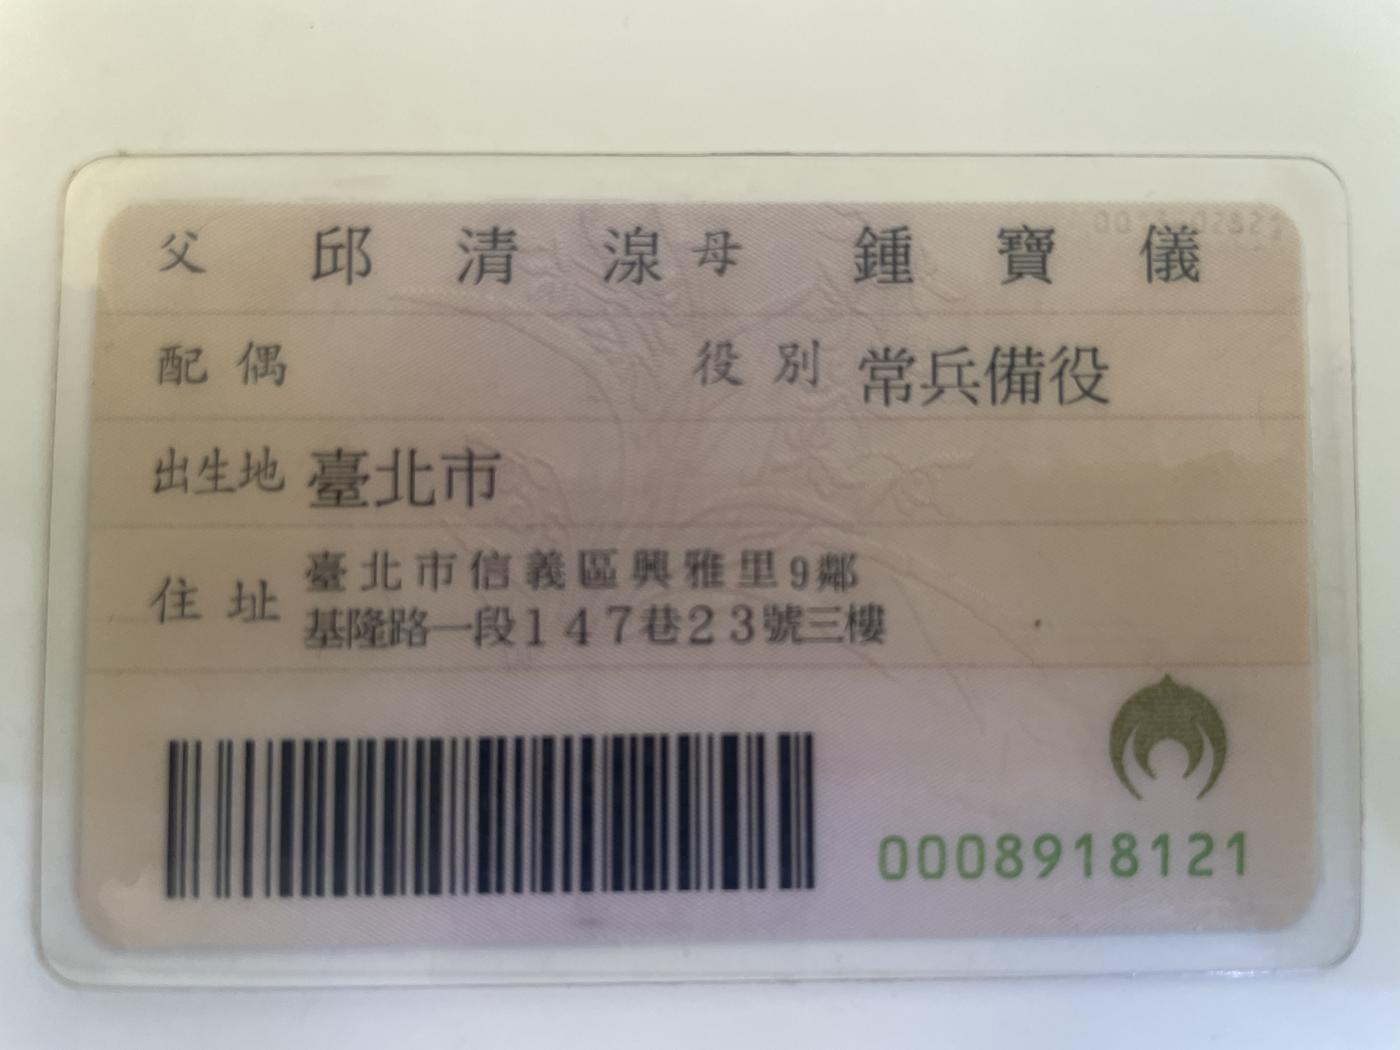 父 邱清湶 母 鍾寶儀
配偶 役別 常兵備役
出生地 臺北市
住址 臺北市信義區興雅里9鄰
基隆路一段147巷23號三樓
0008918121